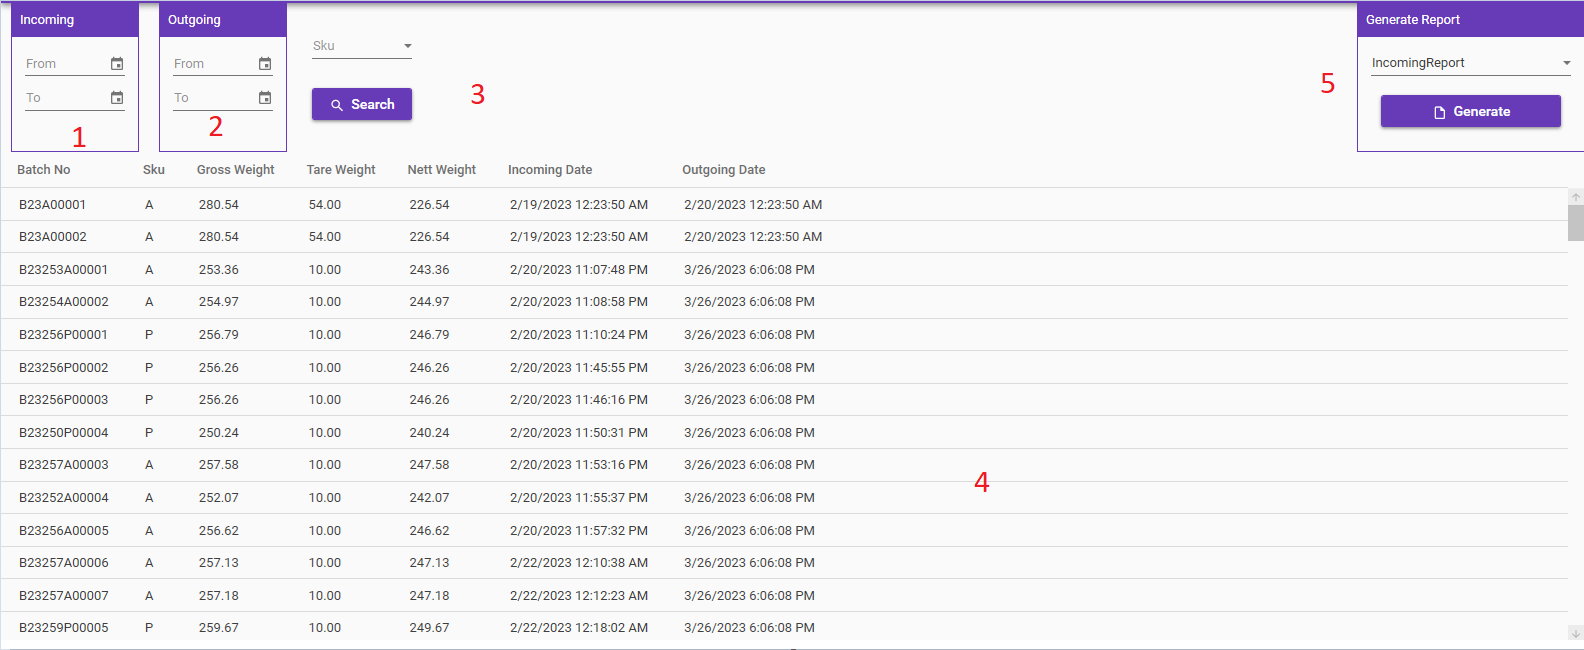 Incoming
From
To
1
Outgoing
From
To
2
Sku
Search
3
Generate Report
IncomingReport
Generate
5
Batch No Sku Gross Weight Tare Weight Nett Weight Incoming Date Outgoing Date
B23A00001 A 280.54 54.00 226.54 2/19/2023 12:23:50 AM 2/20/2023 12:23:50 AM
B23A00002 A 280.54 54.00 226.54 2/19/2023 12:23:50 AM 2/20/2023 12:23:50 AM
B23253A00001 A 253.36 10.00 243.36 2/20/2023 11:07:48 PM 3/26/2023 6:06:08 PM
B23254A00002 A 254.97 10.00 244.97 2/20/2023 11:08:58 PM 3/26/2023 6:06:08 PM
B23256P00001 P 256.79 10.00 246.79 2/20/2023 11:10:24 PM 3/26/2023 6:06:08 PM
B23256P00002 P 256.26 10.00 246.26 2/20/2023 11:45:55 PM 3/26/2023 6:06:08 PM
B23256P00003 P 256.26 10.00 246.26 2/20/2023 11:46:16 PM 3/26/2023 6:06:08 PM
B23250P00004 P 250.24 10.00 240.24 2/20/2023 11:50:31 PM 3/26/2023 6:06:08 PM
B23257A00003 A 257.58 10.00 247.58 2/20/2023 11:53:16 PM 3/26/2023 6:06:08 PM
4
B23252A00004 A 252.07 10.00 242.07 2/20/2023 11:55:37 PM 3/26/2023 6:06:08 PM
B23256A00005 A 256.62 10.00 246.62 2/20/2023 11:57:32 PM 3/26/2023 6:06:08 PM
B23257A00006 A 257.13 10.00 247.13 2/22/2023 12:10:38 AM 3/26/2023 6:06:08 PM
B23257A00007 A 257.18 10.00 247.18 2/22/2023 12:12:23 AM 3/26/2023 6:06:08 PM
B23259P00005 P 259.67 10.00 249.67 2/22/2023 12:18:02 AM 3/26/2023 6:06:08 PM